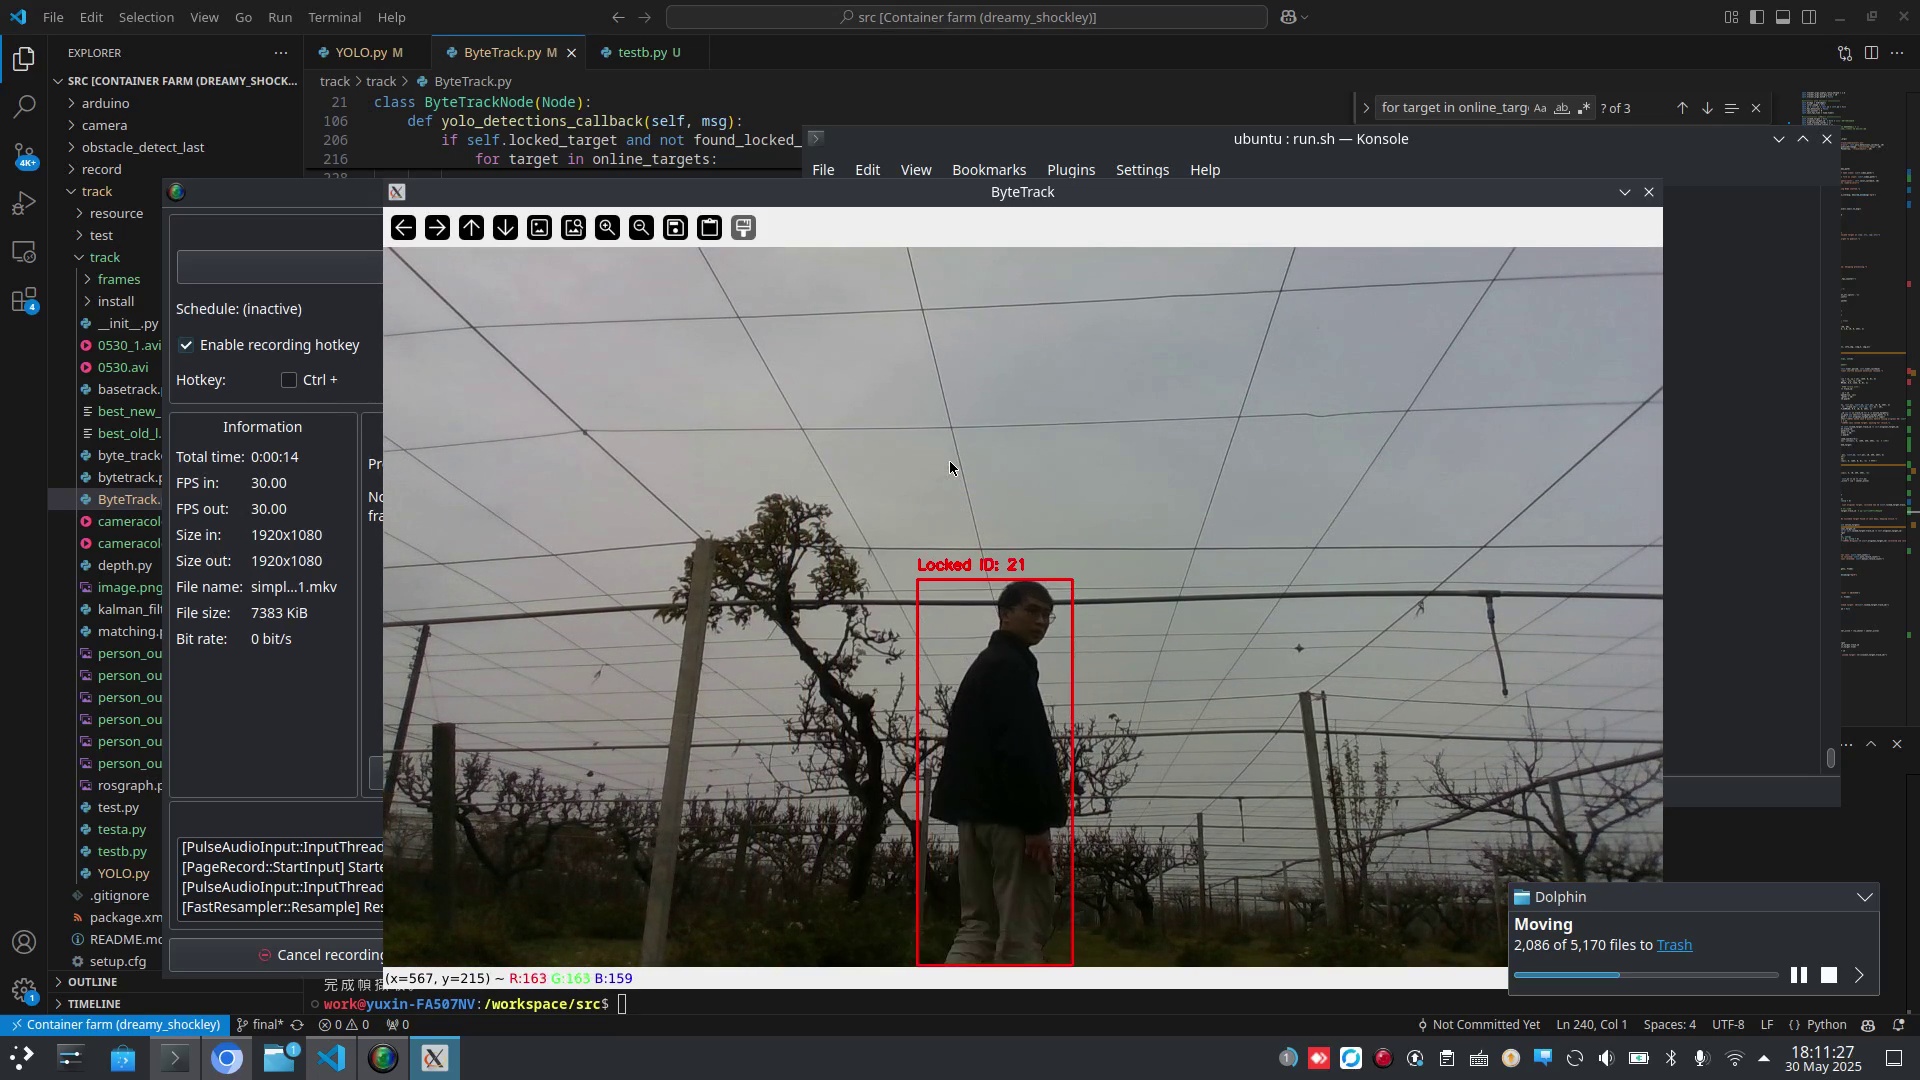 File Edit Selection View Go Run Terminal Help
src [Container farm (dreamy_shockley)]
EXPLORER
SRC [CONTAINER FARM (DREAMY_SHOCK...
arduino
camera
obstacle_detect_last
record
track
resource
test
track
frames
install
__init__.py
0530_1.avi
0530.avi
basetrack.
best_new_
best_old_l.
byte_track
bytetrack.p
ByteTrack.
cameracol
cameracol
depth.py
image.png
kalman_filt
matching.p
person_ou
person_ou
person_ou
person_ou
person_ou
person_ou
rosgraph.p
test.py
testa.py
testb.py
YOLO.py
.gitignore
package.xm
README.md
setup.cfg
OUTLINE
TIMELINE
4K+
4
1
YOLO.py M
ByteTrack.py M
testb.py U
track > track > ByteTrack.py
21 class ByteTrackNode(Node):
106 def yolo_detections_callback(self, msg):
206 if self.locked_target and not found_locked_
216 for target in online_targets:
for target in online_targ Aa ab ? of 3
ubuntu : run.sh — Konsole
File Edit View Bookmarks Plugins Settings Help
ByteTrack
Schedule: (inactive)
Enable recording hotkey
Hotkey: Ctrl +
Information
Total time: 0:00:14
FPS in: 30.00
FPS out: 30.00
Size in: 1920x1080
Size out: 1920x1080
File name: simpl...1.mkv
File size: 7383 KiB
Bit rate: 0 bit/s
Pr
No
fra
[PulseAudioInput::InputThread
[PageRecord::StartInput] Starte
[PulseAudioInput::InputThread
[FastResampler::Resample] Res
Cancel recording
Locked ID: 21
(x=567, y=215) ~ R:163 G:163 B:159
work@yuxin-FA507NV:/workspace/src$
Dolphin
Moving
2,086 of 5,170 files to Trash
Container farm (dreamy_shockley) final* 0 0 0 Not Committed Yet Ln 240, Col 1 Spaces: 4 UTF-8 LF {} Python
1
1
18:11:27
30 May 2025